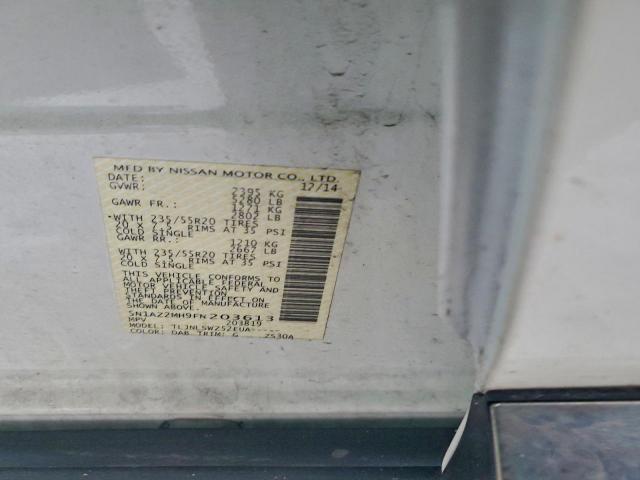 MFD BY NISSAN MOTOR CO., LTD.
DATE: 12/14
GVWR: 2395 KG
5280 LB
GAWR FR.: 1271 KG
2802 LB
WITH 235/55R20 TIRES
20 X RIMS AT 35 PSI
COLD SINGLE
GAWR RR.: 1210 KG
2667 LB
WITH 235/55R20 TIRES
20 X RIMS AT 35 PSI
COLD SINGLE
THIS VEHICLE CONFORMS TO
ALL APPLICABLE FEDERAL
MOTOR VEHICLE SAFETY
AND THEFT PREVENTION
STANDARDS IN EFFECT ON
THE DATE OF MANUFACTURE
SHOWN ABOVE.
5N1AZ2MH9FN203613
MPV 203819
MODEL: TLJNLSWZ52EUA-----
COLOR: QAB TRIM: G Z530A